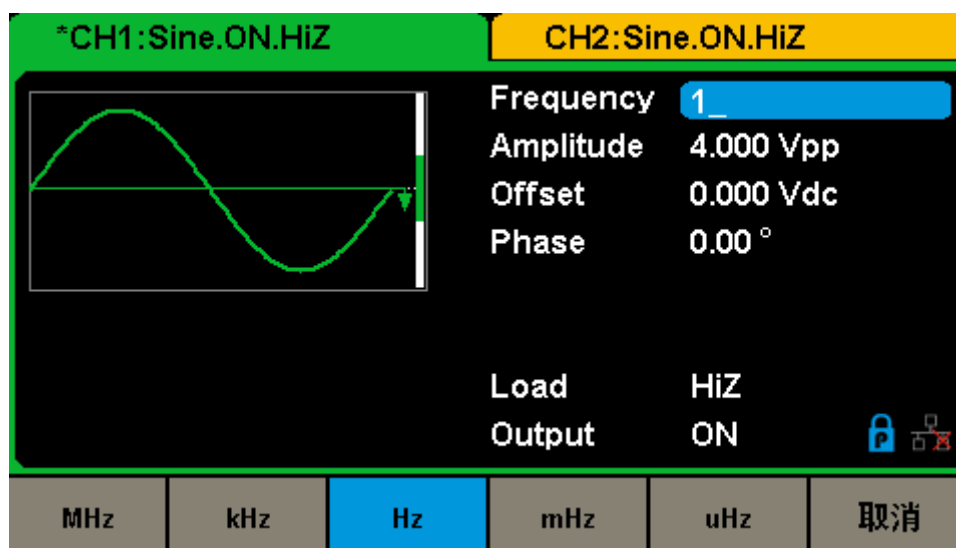 *CH1:Sine.ON.HiZ CH2:Sine.ON.HiZ
Frequency 1_
Amplitude 4.000 Vpp
Offset 0.000 Vdc
Phase 0.00 °
Load HiZ
Output ON P
MHz kHz Hz mHz uHz 取消